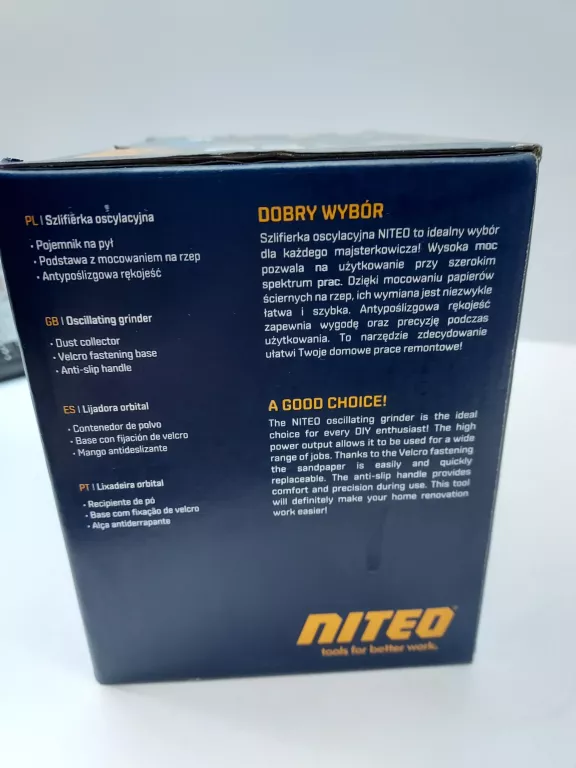 PL | Szlifierka oscylacyjna
• Pojemnik na pył
• Podstawa z mocowaniem na rzep
• Antypoślizgowa rękojeść
GB | Oscillating grinder
• Dust collector
• Velcro fastening base
• Anti-slip handle
ES | Lijadora orbital
• Contenedor de polvo
• Base con fijación de velcro
• Mango antideslizante
PT | Lixadeira orbital
• Recipiente de pó
• Base com fixação de velcro
• Alça antiderrapante
DOBRY WYBÓR
Szlifierka oscylacyjna NITEO to idealny wybór
dla każdego majsterkowicza! Wysoka moc
pozwala na użytkowanie przy szerokim
spektrum prac. Dzięki mocowaniu papierów
ściernych na rzep, ich wymiana jest niezwykle
łatwa i szybka. Antypoślizgowa rękojeść
zapewnia wygodę oraz precyzję podczas
użytkowania. To narzędzie zdecydowanie
ułatwi Twoje domowe prace remontowe!
A GOOD CHOICE!
The NITEO oscillating grinder is the ideal
choice for every DIY enthusiast! The high
power output allows it to be used for a wide
range of jobs. Thanks to the Velcro fastening
the sandpaper is easily and quickly
replaceable. The anti-slip handle provides
comfort and precision during use. This tool
will definitely make your home renovation
work easier!
NITEO
tools for better work.